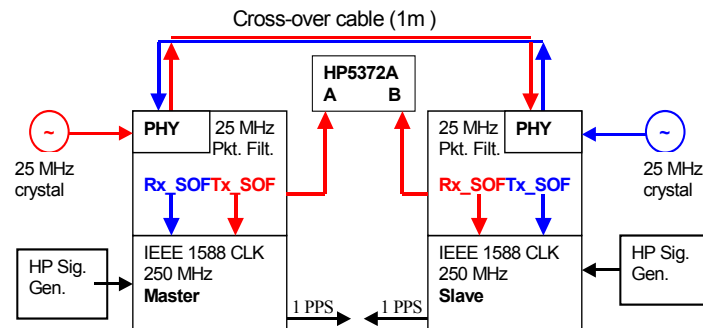 Cross-over cable (1m )
HP5372A
A B
PHY
25 MHz
Pkt. Filt.
25 MHz
Pkt. Filt.
PHY
25 MHz
crystal
25 MHz
crystal
Rx_SOF Tx_SOF
Rx_SOF Tx_SOF
HP Sig.
Gen.
IEEE 1588 CLK
250 MHz
Master
IEEE 1588 CLK
250 MHz
Slave
HP Sig.
Gen.
1 PPS
1 PPS